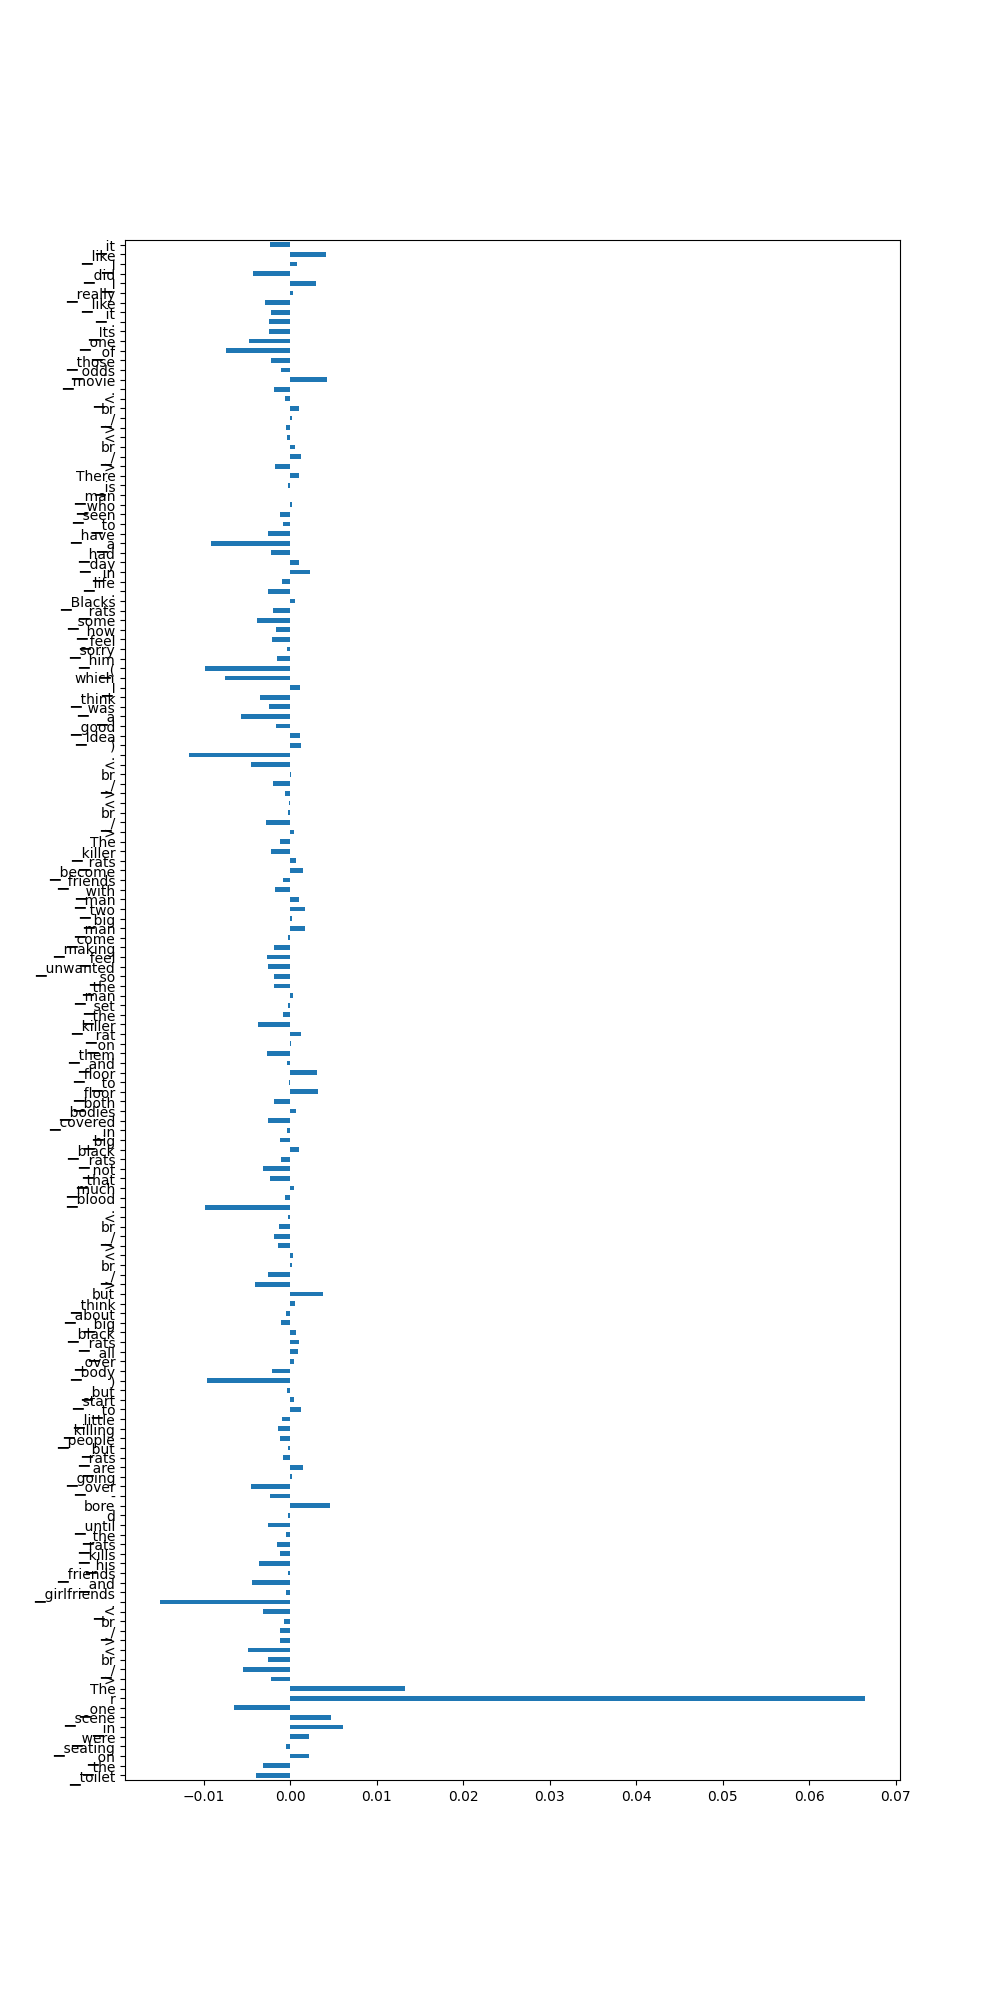 _it
_like
_I
_did
_I
_really
_like
_it
_.
_Its
_one
_of
_those
_odds
_movie
.
_<
br
_/
>
<
br
_/
>
There
_is
_man
_who
_seen
_to
_have
_a
_had
_day
_in
_life
.
_Blacks
_rats
_some
_how
_feel
_sorry
_him
_(
which
_I
_think
_was
_a
_good
_idea
_)
.
<
br
_/
>
<
br
_/
>
The
_killer
_rats
_become
_friends
_with
_man
_two
_big
_man
_come
_making
_feel
_unwanted
_so
_the
_man
_set
_the
_killer
_rat
_on
_them
_and
_floor
_to
_floor
_both
_bodies
_covered
_in
_big
_black
_rats
_not
_that
_much
_blood
.
<
br
_/
>
<
br
_/
>
but
_think
_about
_big
_black
_rats
_all
_over
_body
)
_but
_start
_to
_little
_killing
_people
_but
_rats
_are
_going
_over
_-
bore
d
_until
_the
_rats
_kills
_his
_friends
_and
_girlfriends
.
_<
br
_/
>
<
br
_/
>
The
r
_one
_scene
_in
_were
_seating
_on
_the
_toilet
−0.01 0.00 0.01 0.02 0.03 0.04 0.05 0.06 0.07